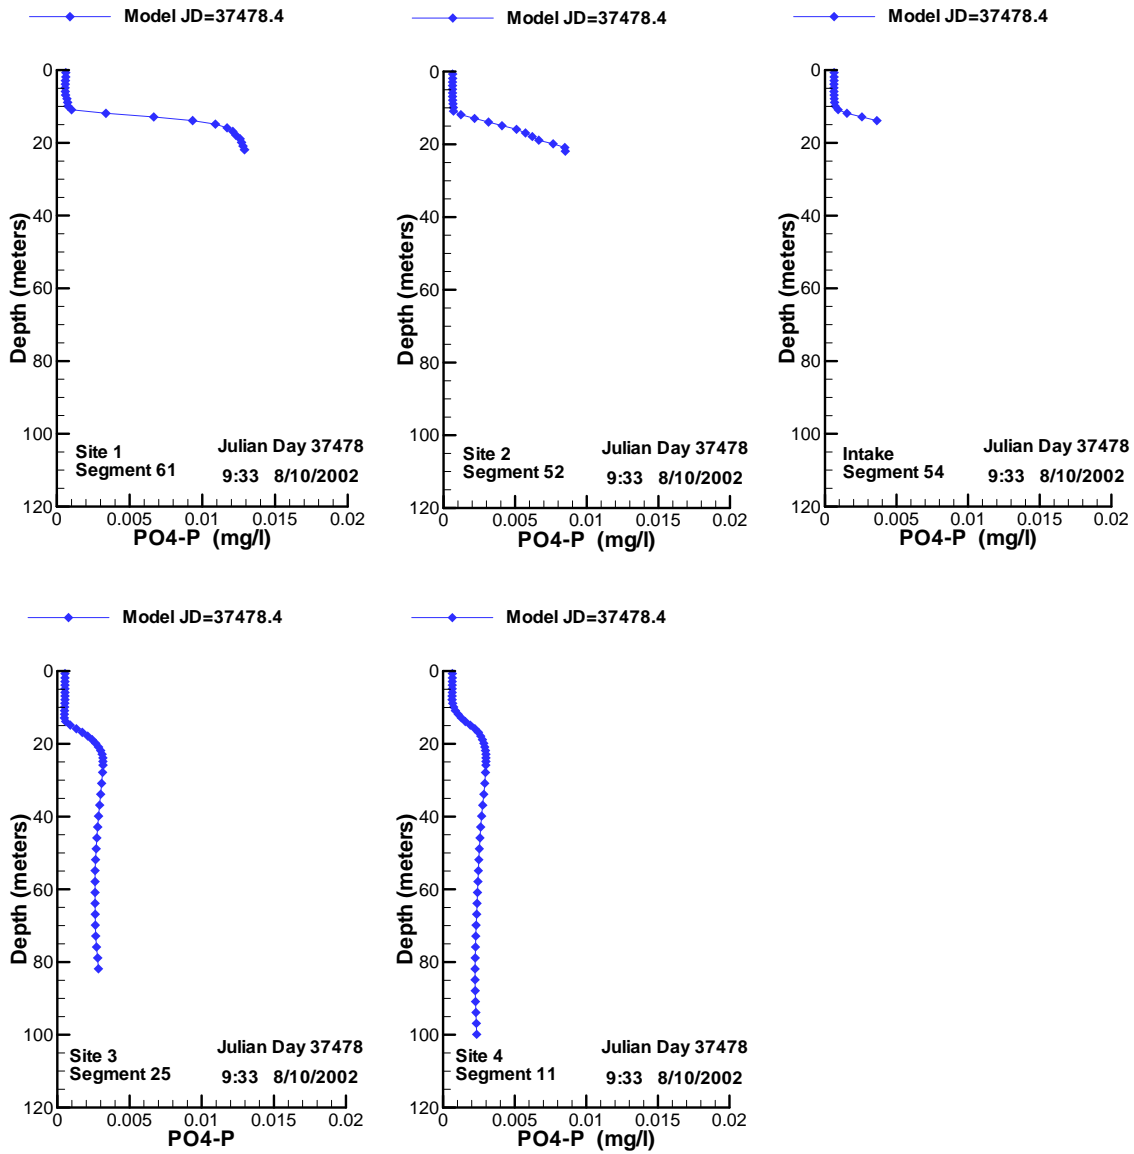 Model JD=37478.4
0
20
40
60
80
100
120
Depth (meters)
Site 1
Segment 61
Julian Day 37478
9:33 8/10/2002
0 0.005 0.01 0.015 0.02
PO4-P (mg/l)
Model JD=37478.4
0
20
40
60
80
100
120
Depth (meters)
Site 2
Segment 52
Julian Day 37478
9:33 8/10/2002
0 0.005 0.01 0.015 0.02
PO4-P (mg/l)
Model JD=37478.4
0
20
40
60
80
100
120
Depth (meters)
Intake
Segment 54
Julian Day 37478
9:33 8/10/2002
0 0.005 0.01 0.015 0.02
PO4-P (mg/l)
Model JD=37478.4
0
20
40
60
80
100
120
Depth (meters)
Site 3
Segment 25
Julian Day 37478
9:33 8/10/2002
0 0.005 0.01 0.015 0.02
PO4-P
Model JD=37478.4
0
20
40
60
80
100
120
Depth (meters)
Site 4
Segment 11
Julian Day 37478
9:33 8/10/2002
0 0.005 0.01 0.015 0.02
PO4-P (mg/l)